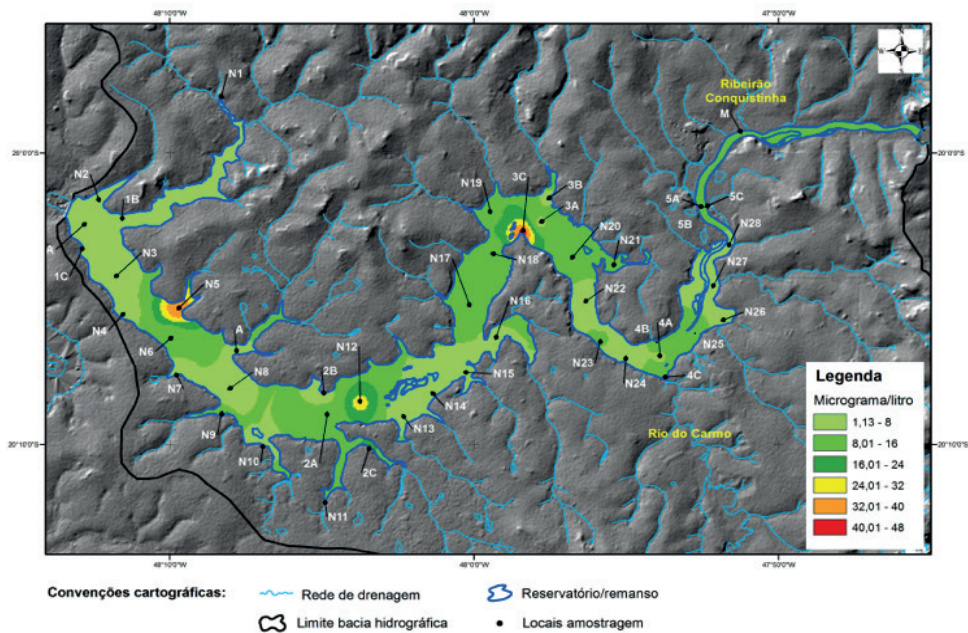 48°10'0"W
48°0'0"W
47°50'0"W
N
W
E
S
N1
Ribeirão
Conquistinha
M
20°0'0"S
N2
1B
3C
3B
N19
3A
5A
5C
5B
N28
A
N20
N21
1C
N3
N17
N18
N27
N5
N22
N16
N26
N4
A
4B
4A
N6
N12
N25
N7
N8
2B
N23
N24
4C
N15
N14
N9
N13
Rio do Carmo
N10
2A
2C
20°10'0"S
N11
Legenda
Micrograma/litro
1,13 - 8
8,01 - 16
16,01 - 24
24,01 - 32
32,01 - 40
40,01 - 48
48°10'0"W
48°0'0"W
47°50'0"W
Convenções cartográficas:
Rede de drenagem
Reservatório/remanso
Limite bacia hidrográfica
Locais amostragem